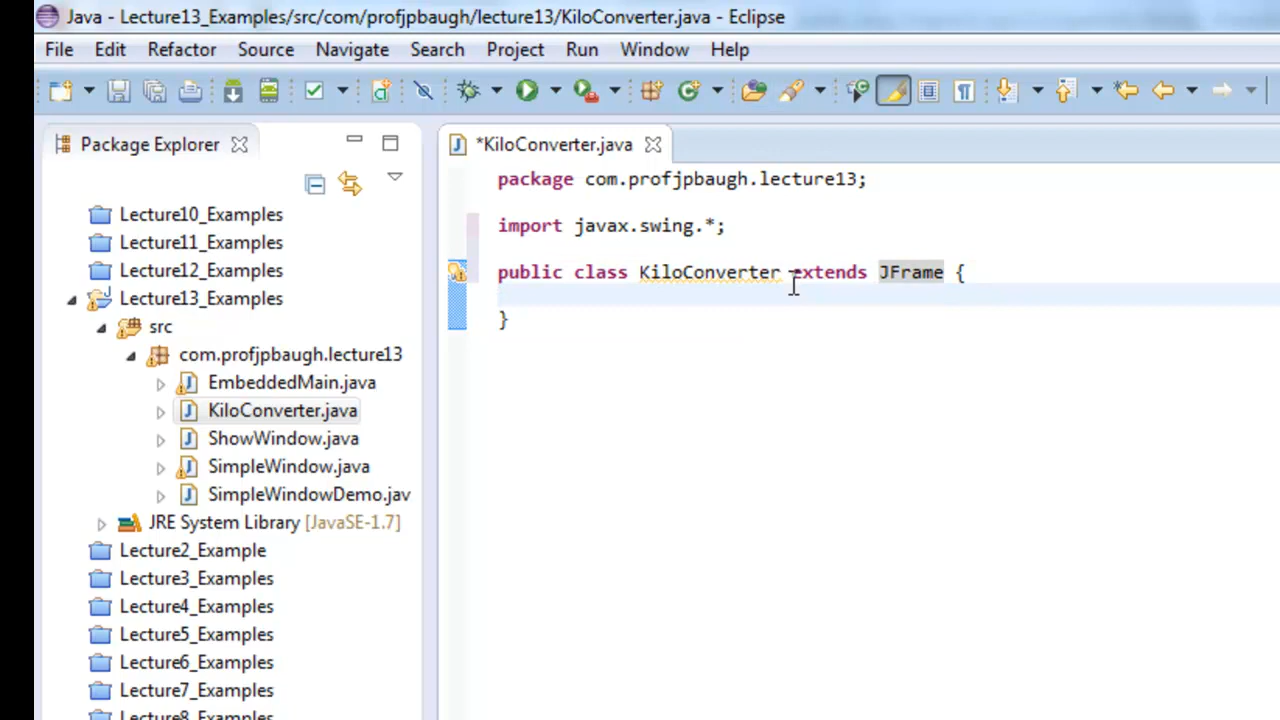 Java - Lecture13_Examples/src/com/profjpbaugh/lecture13/KiloConverter.java - Eclipse
File Edit Refactor Source Navigate Search Project Run Window Help
Package Explorer
Lecture10_Examples
Lecture11_Examples
Lecture12_Examples
Lecture13_Examples
src
com.profjpbaugh.lecture13
EmbeddedMain.java
KiloConverter.java
ShowWindow.java
SimpleWindow.java
SimpleWindowDemo.jav
JRE System Library [JavaSE-1.7]
Lecture2_Example
Lecture3_Examples
Lecture4_Examples
Lecture5_Examples
Lecture6_Examples
Lecture7_Examples
Lecture8_Examples
*KiloConverter.java
package com.profjpbaugh.lecture13;
import javax.swing.*;
public class KiloConverter extends JFrame {
}